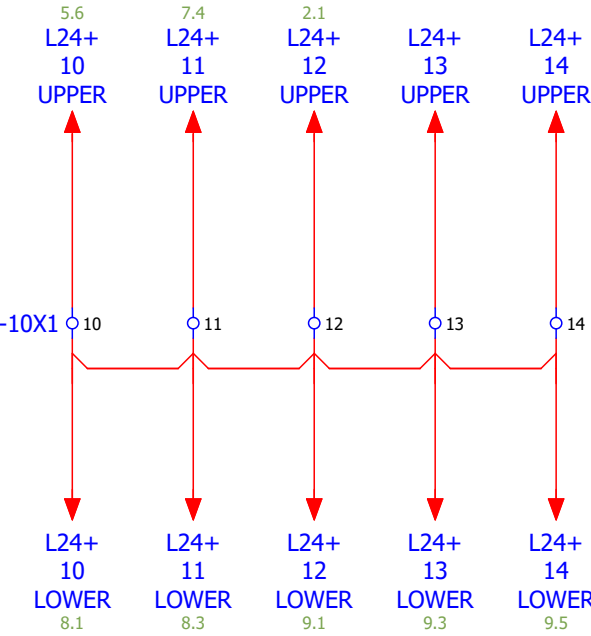 5.6 7.4 2.1
L24+ L24+ L24+ L24+ L24+
10 11 12 13 14
UPPER UPPER UPPER UPPER UPPER
-10X1 10 11 12 13 14
L24+ L24+ L24+ L24+ L24+
10 11 12 13 14
LOWER LOWER LOWER LOWER LOWER
8.1 8.3 9.1 9.3 9.5